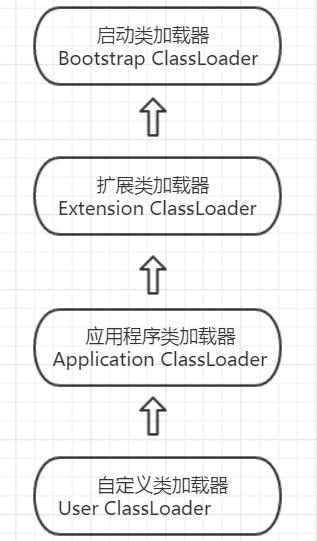 启动类加载器
Bootstrap ClassLoader
扩展类加载器
Extension ClassLoader
应用程序类加载器
Application ClassLoader
自定义类加载器
User ClassLoader